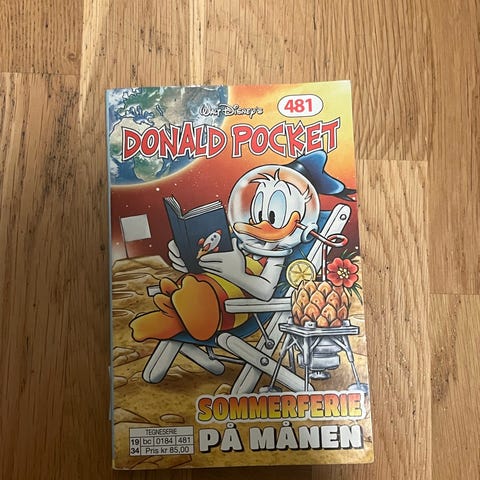 Walt Disney's
481
DONALD POCKET
SOMMERFERIE
PÅ MÅNEN
TEGNESERIE
19 bc 0184 481
34 Pris kr 85,00